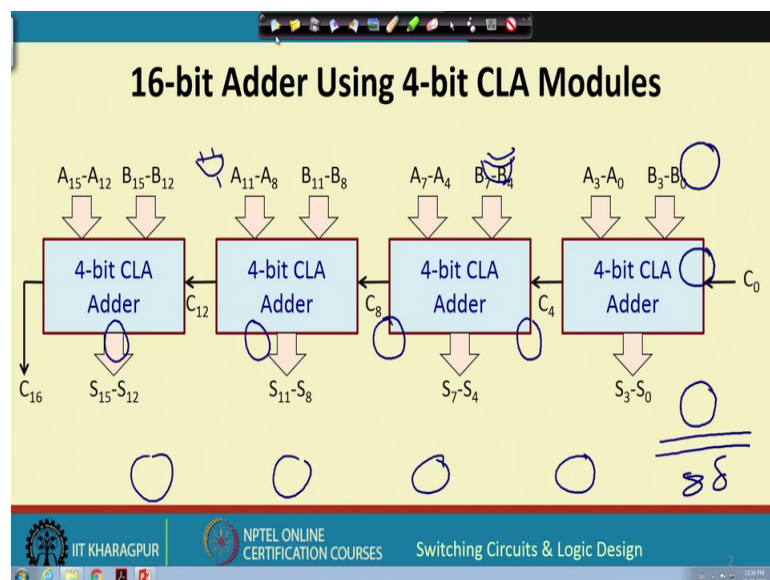 16-bit Adder Using 4-bit CLA Modules
A₁₅-A₁₂ B₁₅-B₁₂ A₁₁-A₈ B₁₁-B₈ A₇-A₄ B₇-B₄ A₃-A₀ B₃-B₀
4-bit CLA Adder
4-bit CLA Adder
4-bit CLA Adder
4-bit CLA Adder
C₁₂ C₈ C₄ C₀
C₁₆ S₁₅-S₁₂ S₁₁-S₈ S₇-S₄ S₃-S₀
8δ
IIT KHARAGPUR
NPTEL ONLINE
CERTIFICATION COURSES
Switching Circuits & Logic Design
2